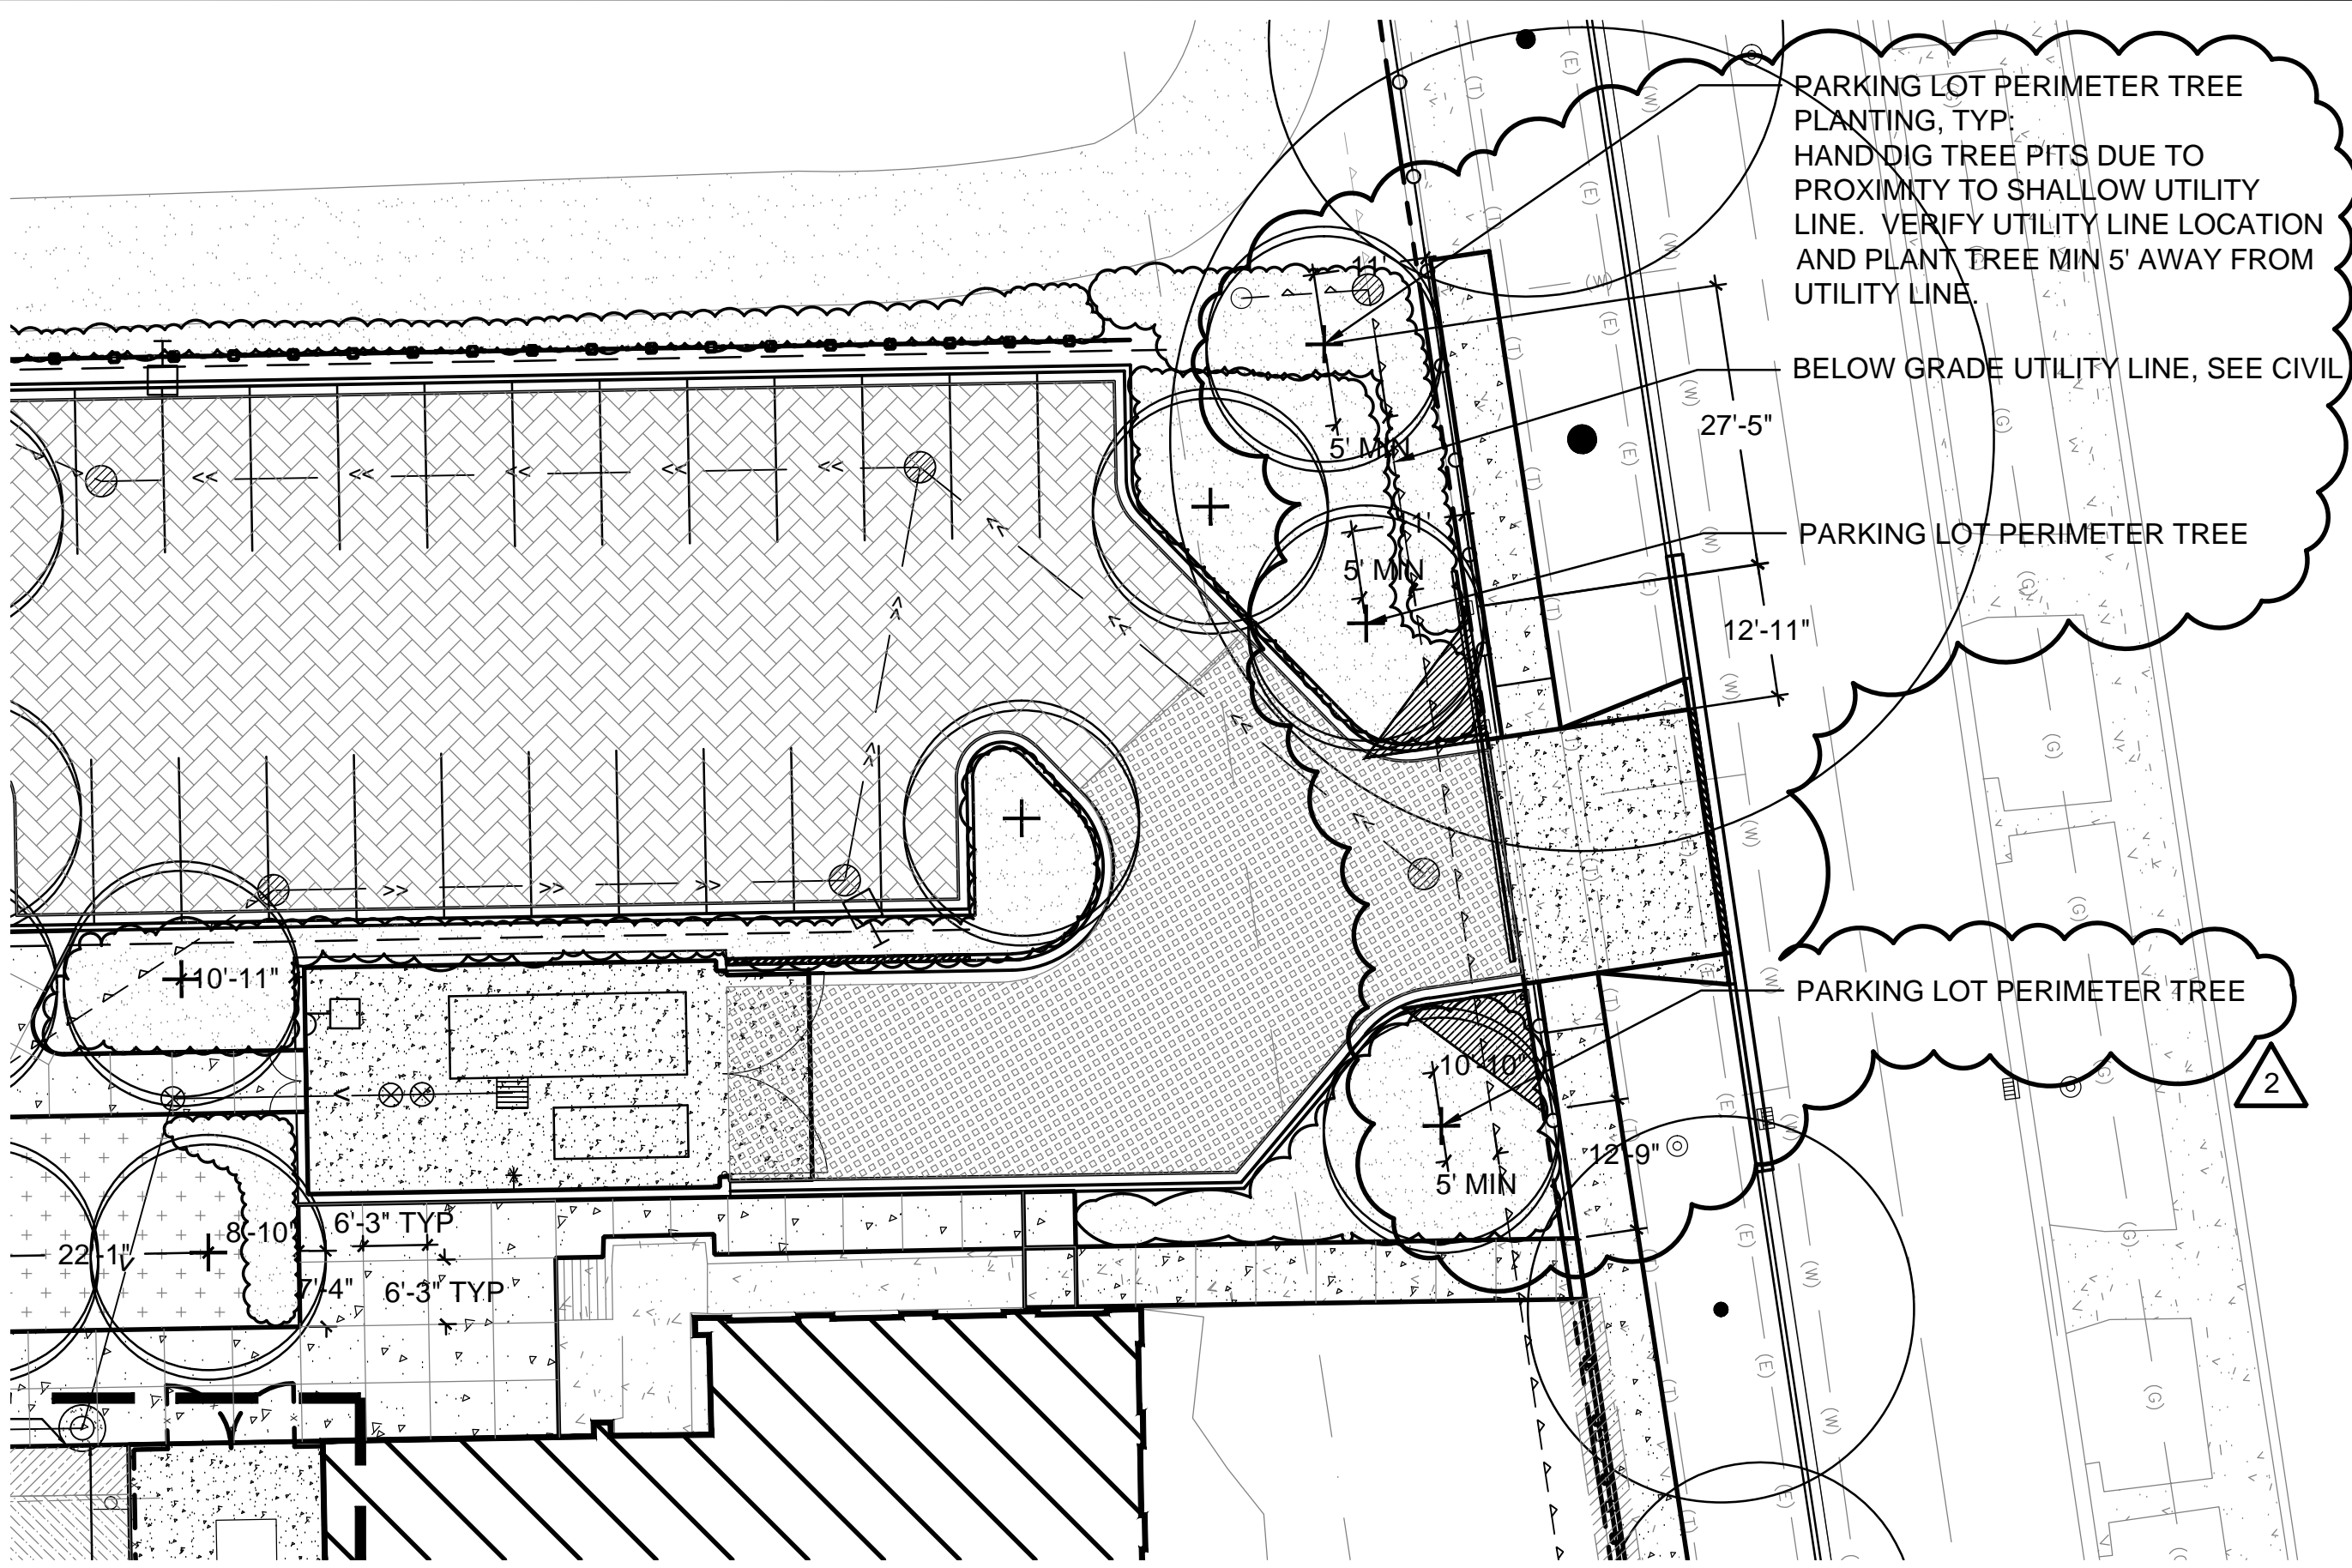 PARKING LOT PERIMETER TREE
PLANTING, TYP:
HAND DIG TREE PITS DUE TO
PROXIMITY TO SHALLOW UTILITY
LINE. VERIFY UTILITY LINE LOCATION
AND PLANT TREE MIN 5' AWAY FROM
UTILITY LINE.
11'
BELOW GRADE UTILITY LINE, SEE CIVIL
27'-5"
5' MIN
11'
PARKING LOT PERIMETER TREE
5' MIN
12'-11"
10'-11"
PARKING LOT PERIMETER TREE
10'-10"
2
12'-9"
5' MIN
8'-10"
6'-3" TYP
22'-1"
7'-4"
6'-3" TYP
(T)
(E)
(W)
(G)